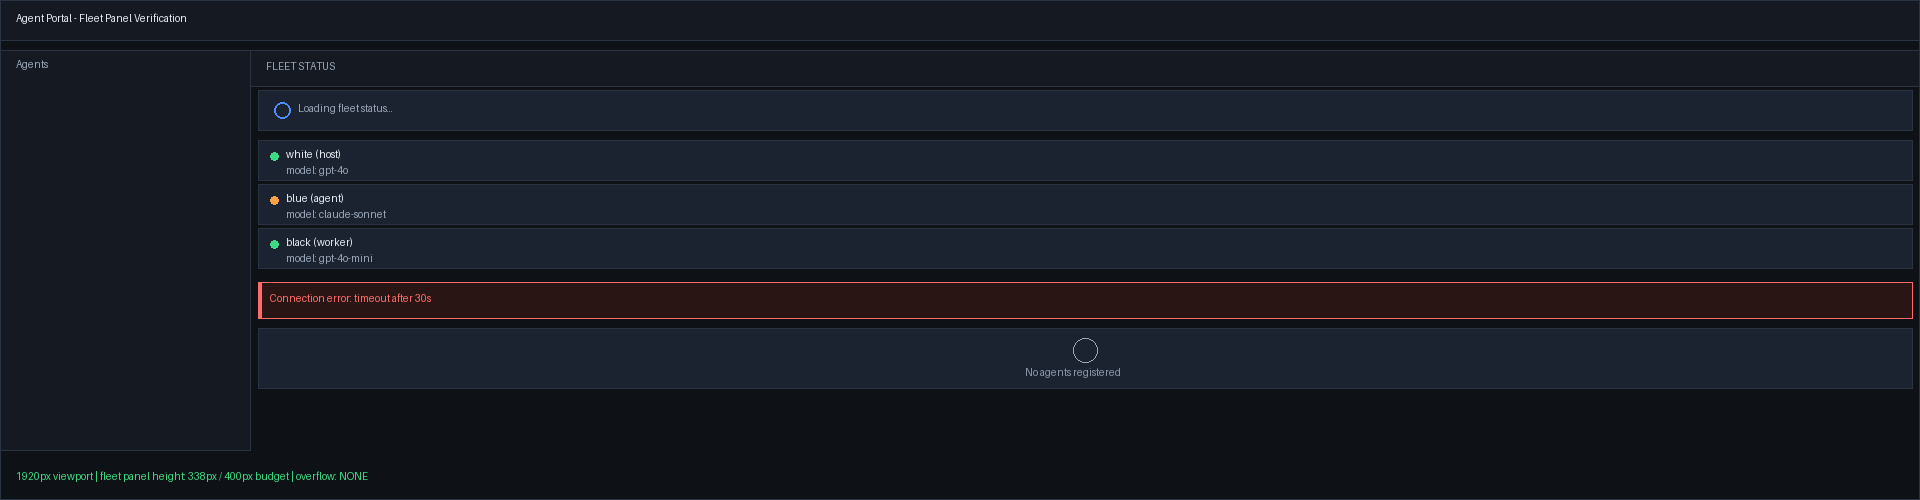 Agent Portal - Fleet Panel Verification
Agents
FLEET STATUS
Loading fleet status...
white (host)
model: gpt-4o
blue (agent)
model: claude-sonnet
black (worker)
model: gpt-4o-mini
Connection error: timeout after 30s
No agents registered
1920px viewport | fleet panel height: 338px / 400px budget | overflow: NONE